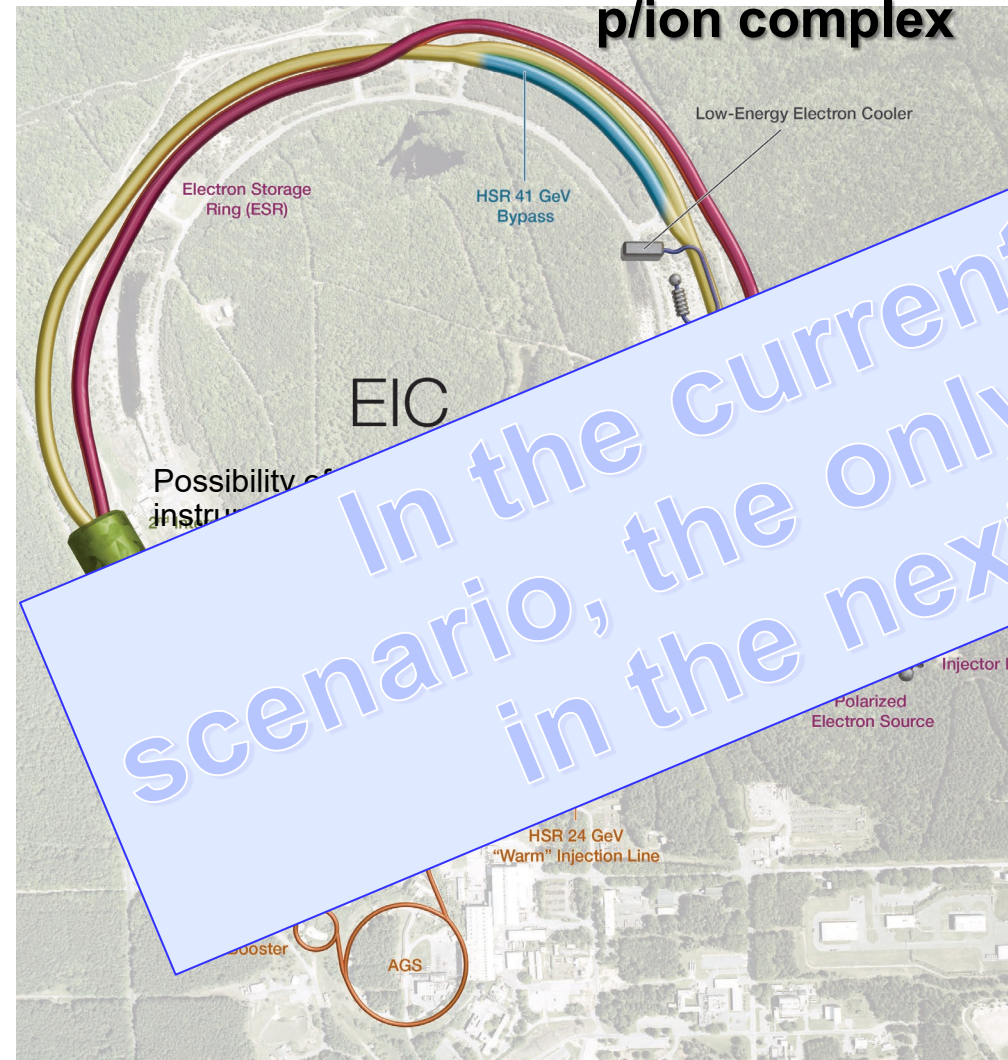 p/ion complex
Low-Energy Electron Cooler
Electron Storage
Ring (ESR)
HSR 41 GeV
Bypass
EIC
Possibility of
In the current
scenario, the only
in the next
Injector
Polarized
Electron Source
HSR 24 GeV
“Warm” Injection Line
Booster
AGS